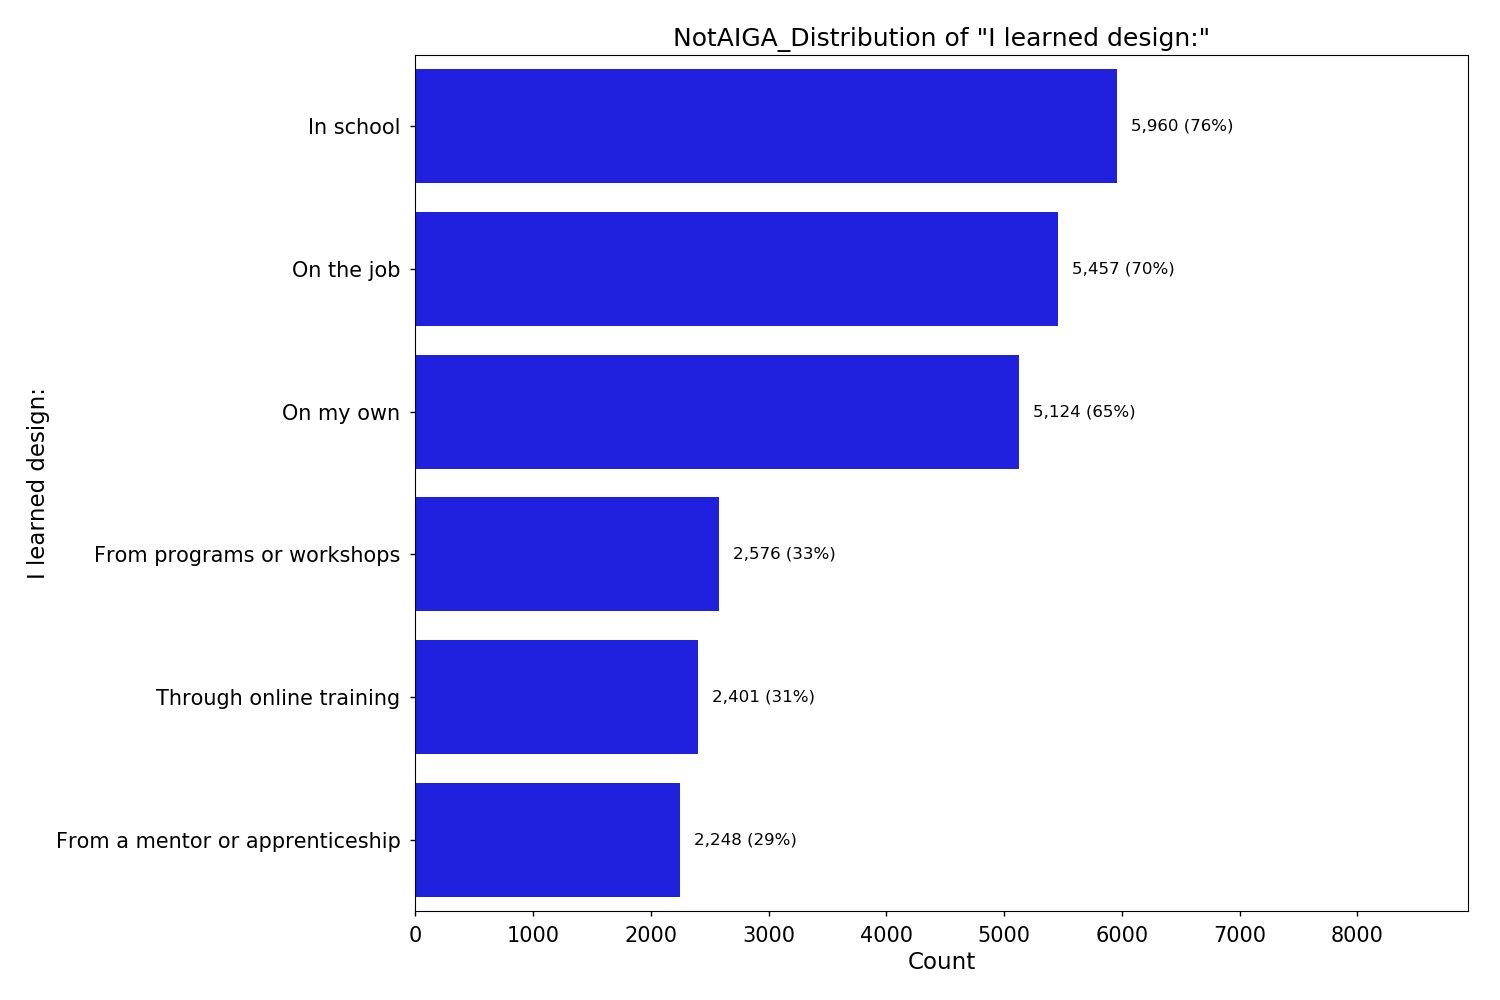 NotAIGA_Distribution of "I learned design:"
In school
5,960 (76%)
On the job
5,457 (70%)
On my own
5,124 (65%)
From programs or workshops
2,576 (33%)
Through online training
2,401 (31%)
From a mentor or apprenticeship
2,248 (29%)
I learned design:
0 1000 2000 3000 4000 5000 6000 7000 8000
Count